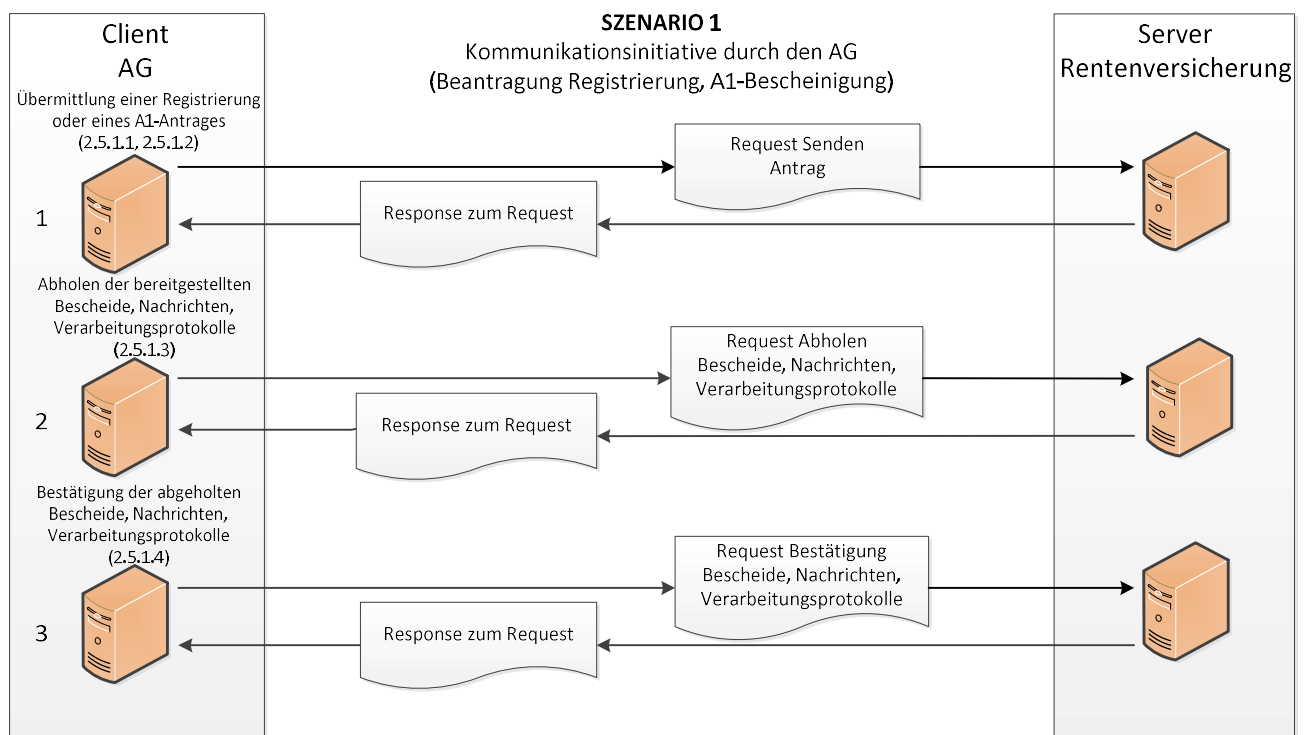 Client
AG
SZENARIO 1
Kommunikationsinitiative durch den AG
(Beantragung Registrierung, A1-Bescheinigung)
Server
Rentenversicherung
Übermittlung einer Registrierung
oder eines A1-Antrages
(2.5.1.1, 2.5.1.2)
Request Senden
Antrag
1
Response zum Request
Abholen der bereitgestellten
Bescheide, Nachrichten,
Verarbeitungsprotokolle
(2.5.1.3)
Request Abholen
Bescheide, Nachrichten,
Verarbeitungsprotokolle
2
Response zum Request
Bestätigung der abgeholten
Bescheide, Nachrichten,
Verarbeitungsprotokolle
(2.5.1.4)
Request Bestätigung
Bescheide, Nachrichten,
Verarbeitungsprotokolle
3
Response zum Request